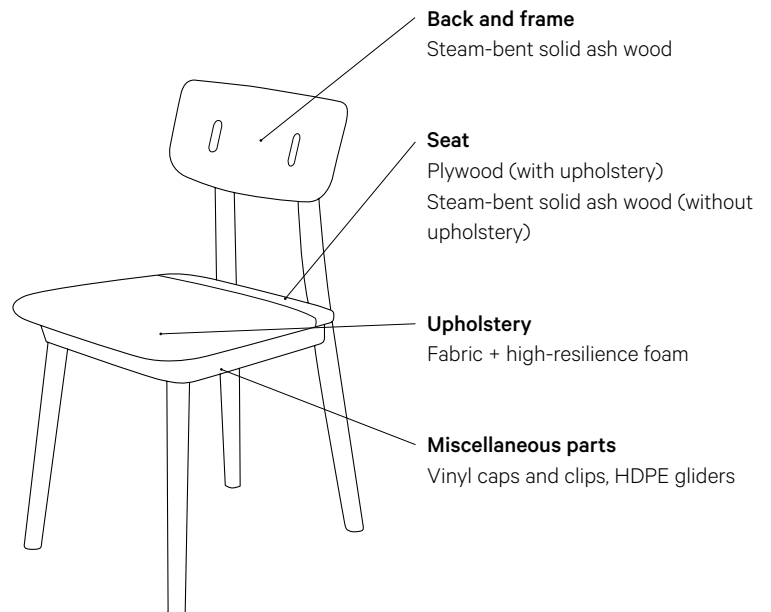 Back and frame
Steam-bent solid ash wood
Seat
Plywood (with upholstery)
Steam-bent solid ash wood (without
upholstery)
Upholstery
Fabric + high-resilience foam
Miscellaneous parts
Vinyl caps and clips, HDPE gliders